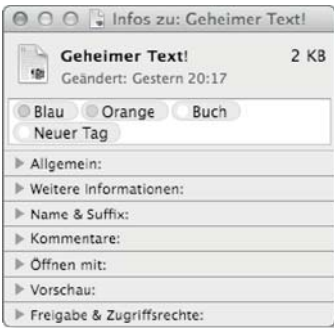 Infos zu: Geheimer Text!
Geheimer Text! 2 KB
Geändert: Gestern 20:17
Blau Orange Buch
Neuer Tag
Allgemein:
Weitere Informationen:
Name & Suffix:
Kommentare:
Öffnen mit:
Vorschau:
Freigabe & Zugriffsrechte: